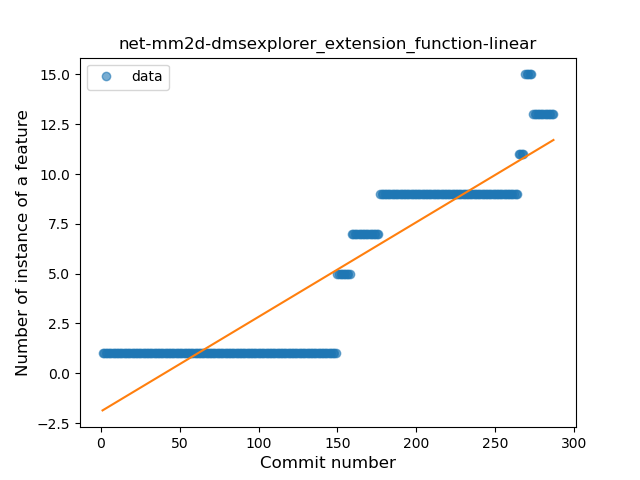 net-mm2d-dmsexplorer_extension_function-linear
data
Number of instance of a feature
15.0
12.5
10.0
7.5
5.0
2.5
0.0
−2.5
0 50 100 150 200 250 300
Commit number